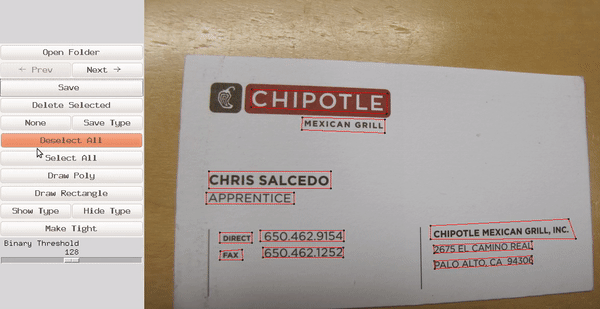 Open Folder
← Prev Next →
Save
Delete Selected
None Save Type
Deselect All
Select All
Draw Poly
Draw Rectangle
Show Type Hide Type
Make Tight
Binary Threshold
128
CHIPOTLE
MEXICAN GRILL
CHRIS SALCEDO
APPRENTICE
DIRECT 650.462.9154
FAX 650.462.1252
CHIPOTLE MEXICAN GRILL, INC.
2675 EL CAMINO REAL
PALO ALTO, CA 94306